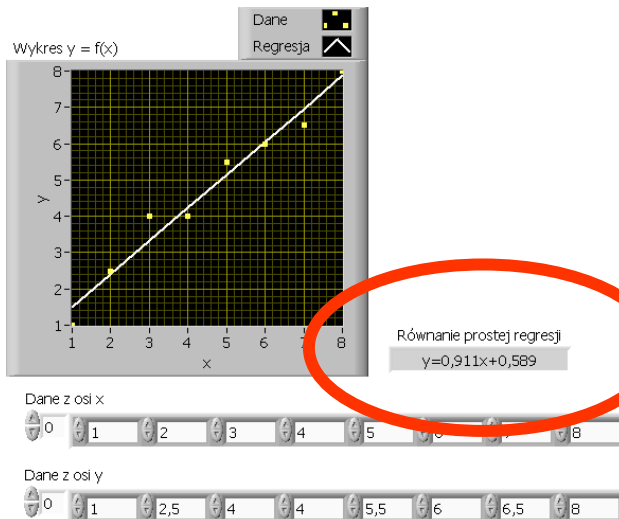 Dane
Regresja
Wykres y = f(x)
8
7
6
5
4
3
2
1
y
1 2 3 4 5 6 7 8
x
Równanie prostej regresji
y=0,911x+0,589
Dane z osi x
0 1 2 3 4 5 6 8
Dane z osi y
0 1 2,5 4 4 5,5 6 6,5 8